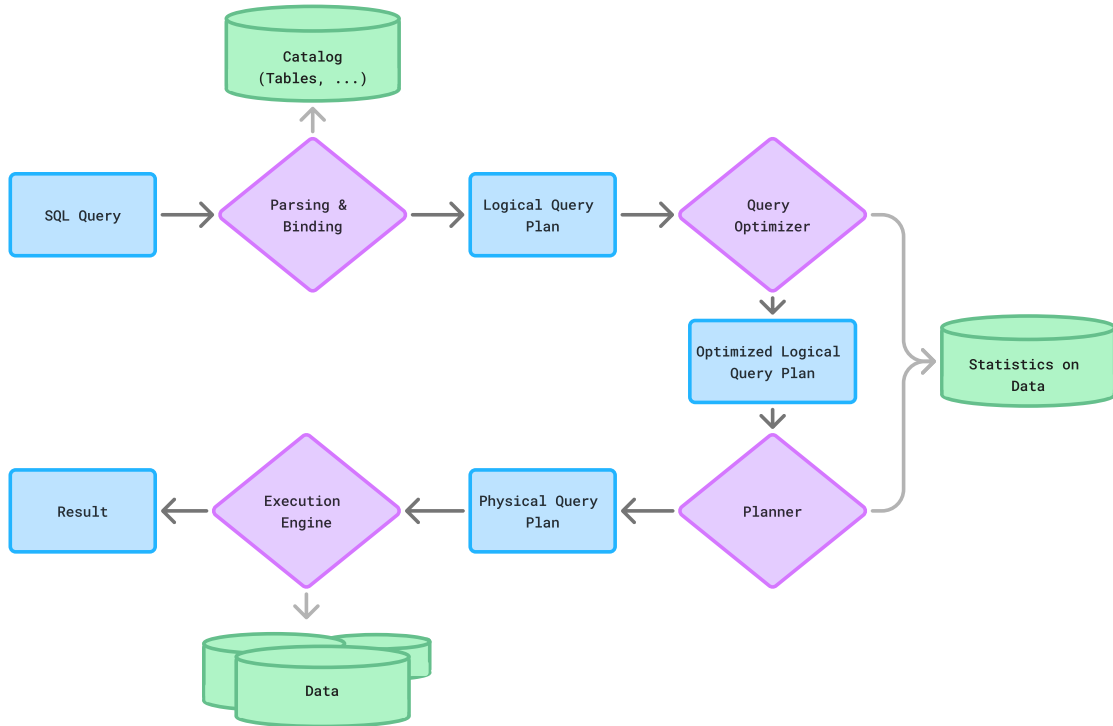 Catalog
(Tables, ...)
SQL Query
Parsing &
Binding
Logical Query
Plan
Query
Optimizer
Optimized Logical
Query Plan
Statistics on
Data
Result
Execution
Engine
Physical Query
Plan
Planner
Data